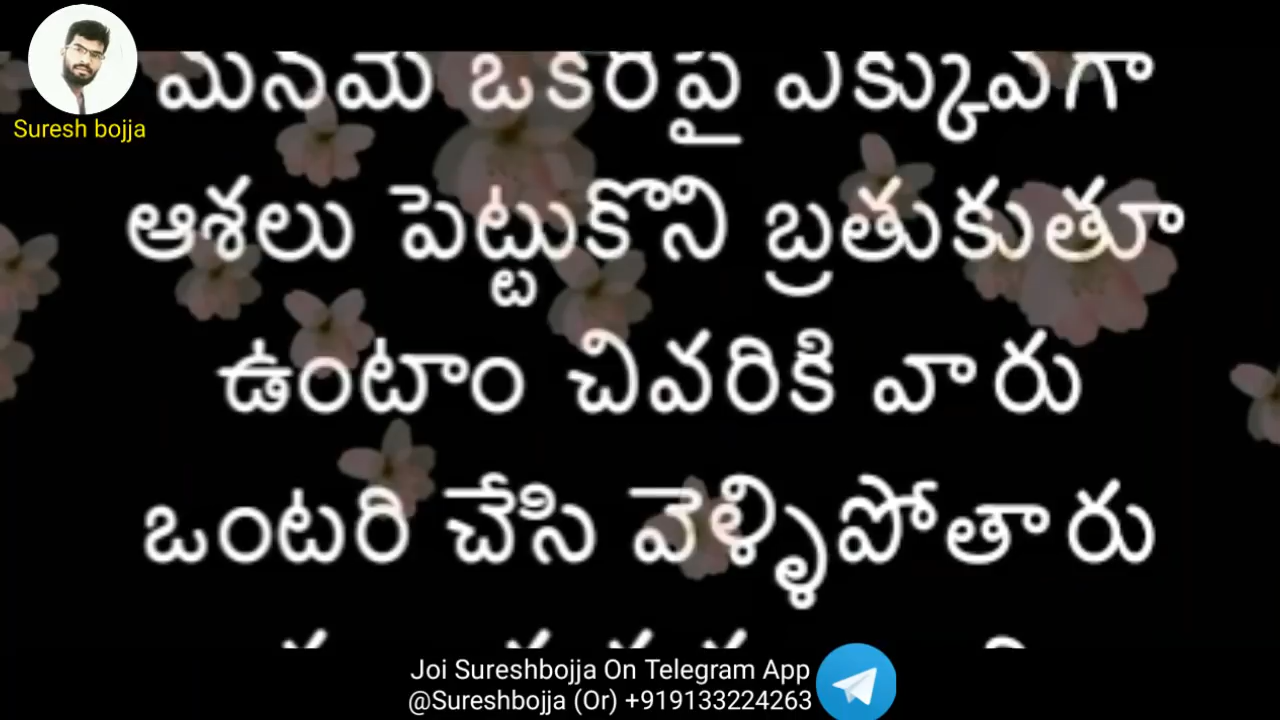 Suresh bojja
మనమే ఒకరిపై ఎక్కువగా
ఆశలు పెట్టుకొని బ్రతుకుతూ
ఉంటాం చివరికి వారు
ఒంటరి చేసి వెళ్ళిపోతారు
Joi Sureshbojja On Telegram App
@Sureshbojja (Or) +919133224263